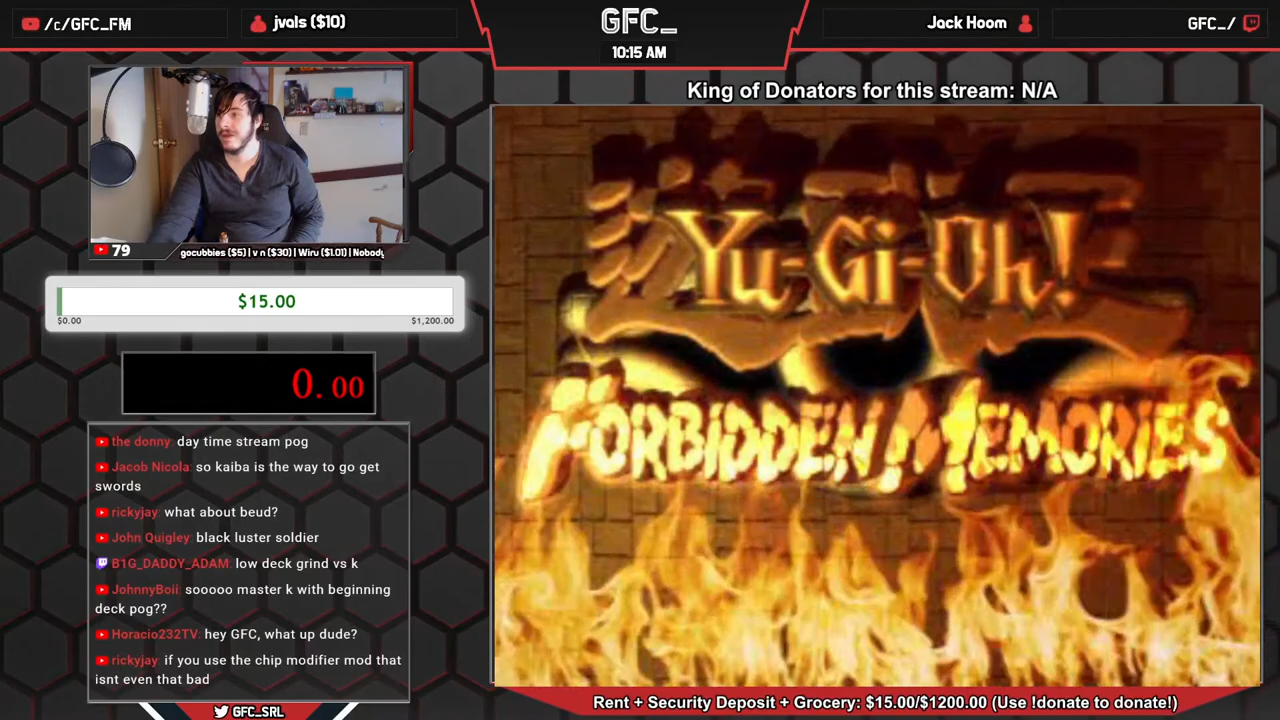 /c/GFC_FM
jvals ($10)
GFC_
10:15 AM
Jack Hoom
GFC_/
King of Donators for this stream: N/A
Yu-Gi-Oh!
FORBIDDEN MEMORIES
79
gocubbies ($5) | v n ($30) | Wiru ($1.01) | Nobody
$15.00
$0.00
$1,200.00
0.00
the donny: day time stream pog
Jacob Nicola: so kaiba is the way to go get
swords
rickyjay: what about beud?
John Quigley: black luster soldier
B1G_DADDY_ADAM: low deck grind vs k
JohnnyBoii: sooooo master k with beginning
deck pog??
Horacio232TV: hey GFC, what up dude?
rickyjay: if you use the chip modifier mod that
isnt even that bad
GFC_SRL
Rent + Security Deposit + Grocery: $15.00/$1200.00 (Use !donate to donate!)